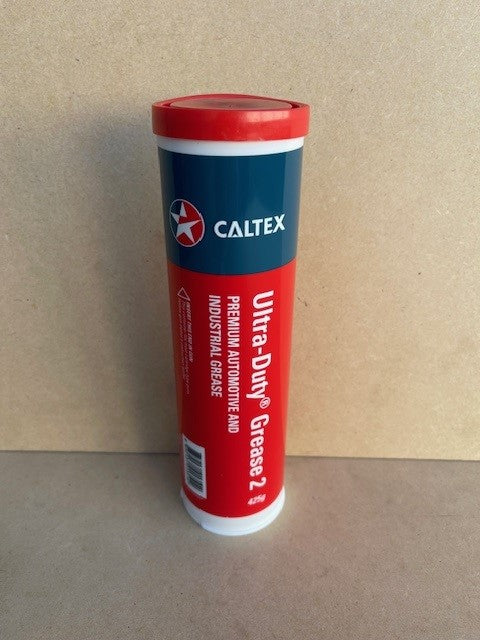 CALTEX
Ultra-Duty® Grease 2
PREMIUM AUTOMOTIVE AND
INDUSTRIAL GREASE
425g